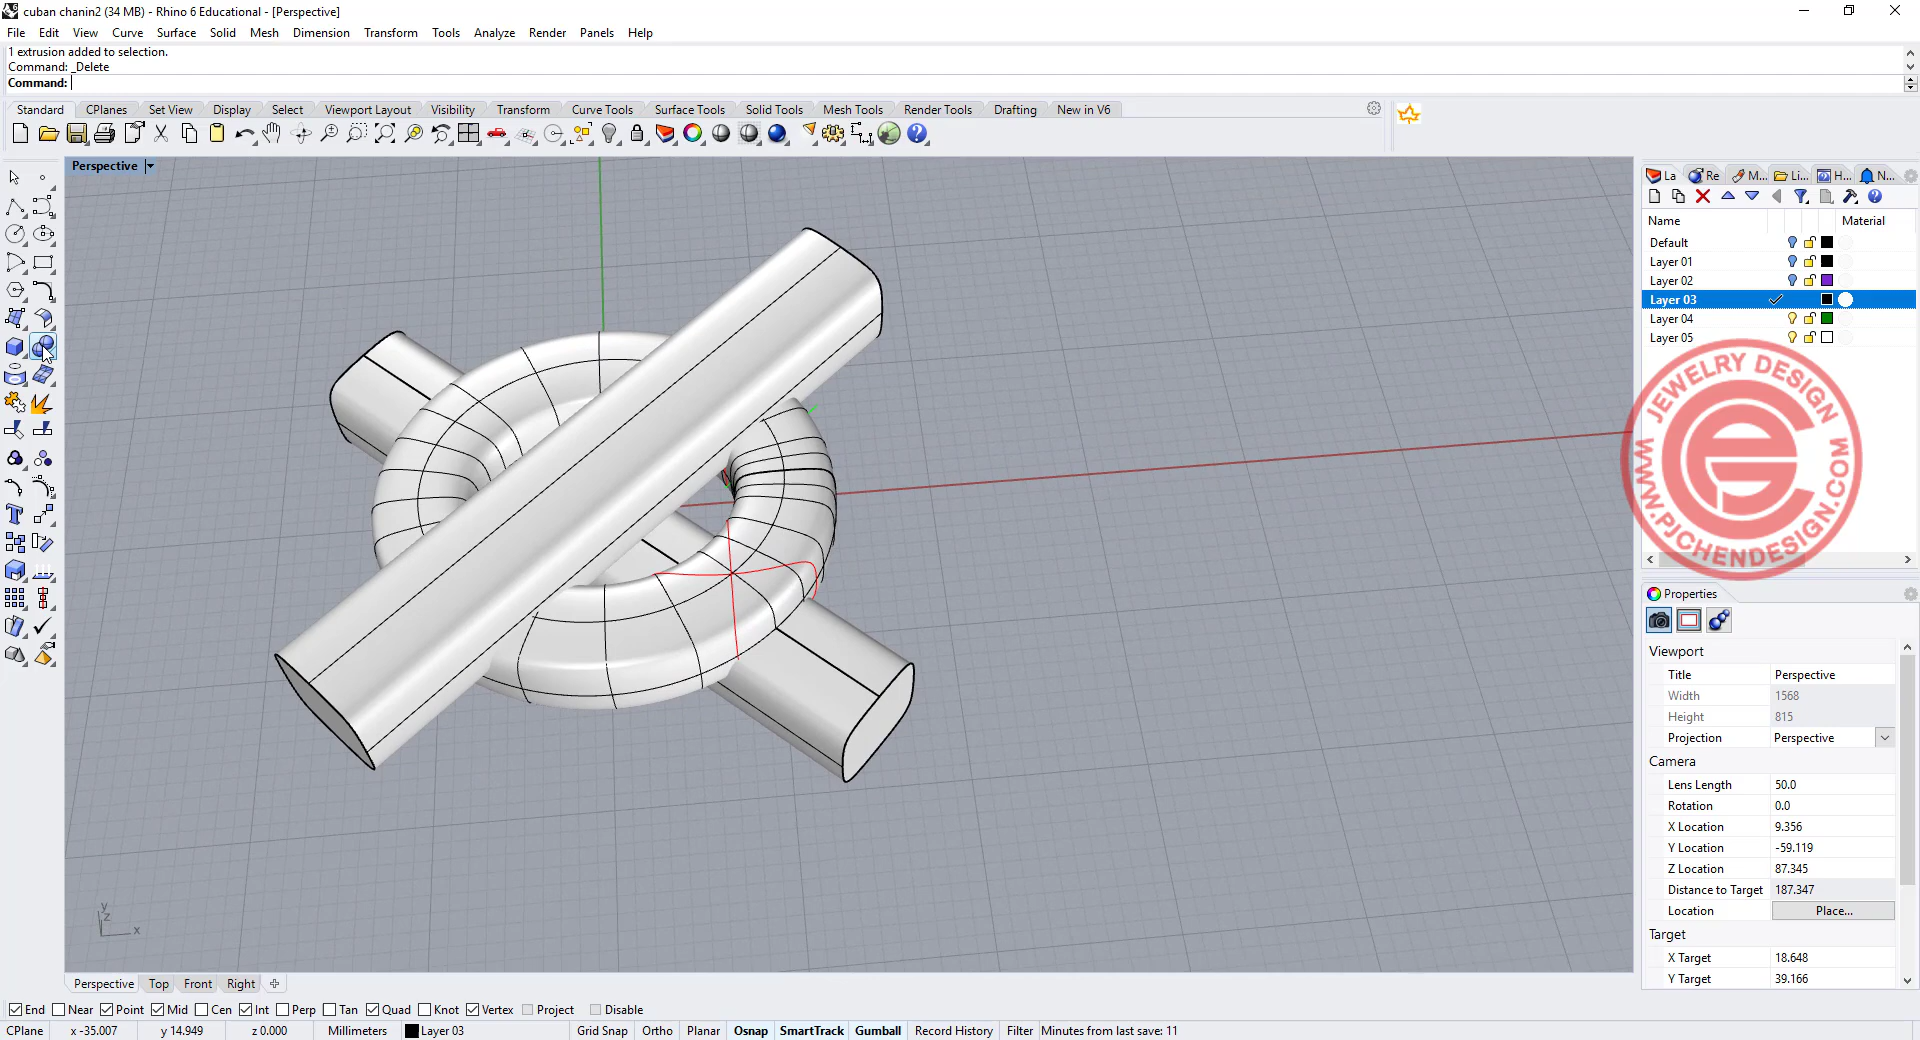 cuban chanin2 (34 MB) - Rhino 6 Educational - [Perspective]
File Edit View Curve Surface Solid Mesh Dimension Transform Tools Analyze Render Panels Help
1 extrusion added to selection.
Command: _Delete
Command:
Standard CPlanes Set View Display Select Viewport Layout Visibility Transform Curve Tools Surface Tools Solid Tools Mesh Tools Render Tools Drafting New in V6
Perspective
La Re M... Li... H... N...
Name Material
Default
Layer 01
Layer 02
Layer 03
Layer 04
Layer 05
JEWELRY DESIGN
WWW.PJCHENDESIGN.COM
Properties
Viewport
Title Perspective
Width 1568
Height 815
Projection Perspective
Camera
Lens Length 50.0
Rotation 0.0
X Location 9.356
Y Location -59.119
Z Location 87.345
Distance to Target 187.347
Location Place...
Target
X Target 18.648
Y Target 39.166
y
z
x
Perspective Top Front Right
End Near Point Mid Cen Int Perp Tan Quad Knot Vertex Project Disable
CPlane x -35.007 y 14.949 z 0.000 Millimeters Layer 03 Grid Snap Ortho Planar Osnap SmartTrack Gumball Record History Filter Minutes from last save: 11